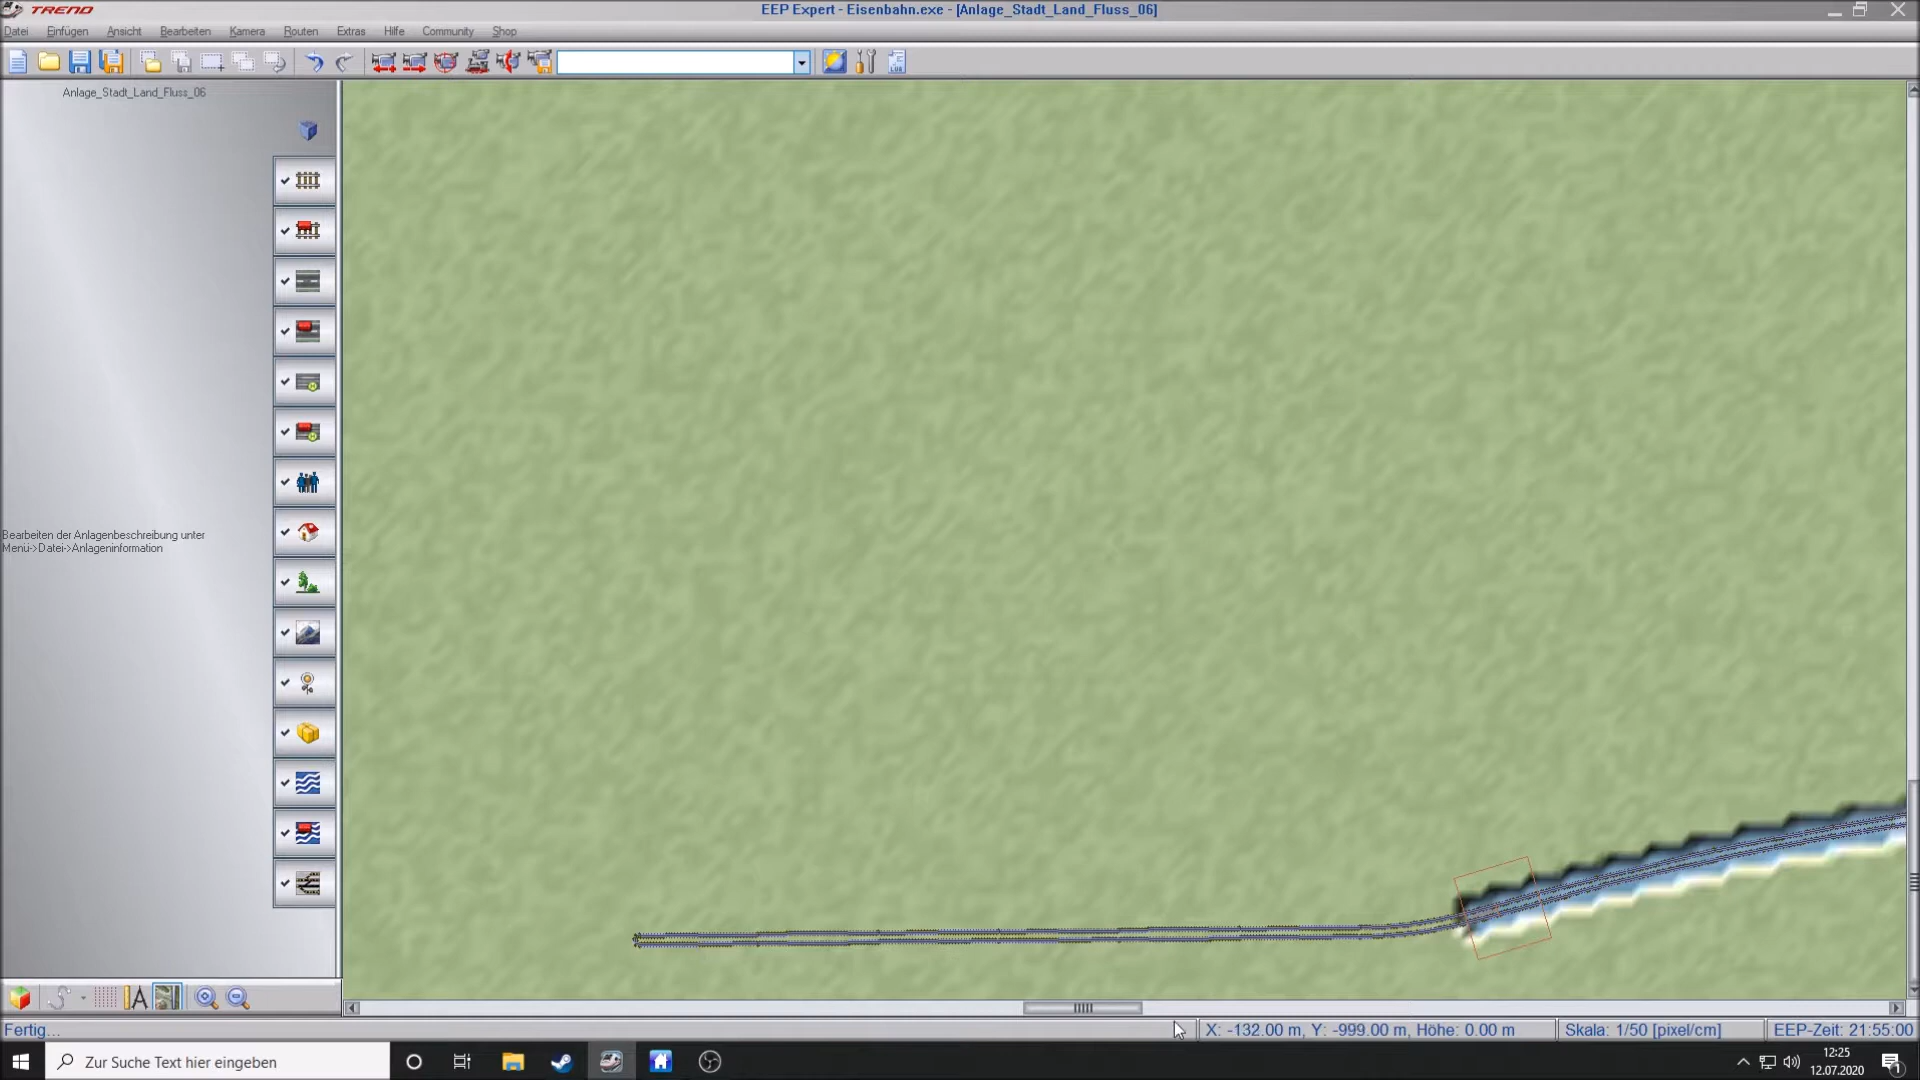 TREND
EEP Expert - Eisenbahn.exe - [Anlage_Stadt_Land_Fluss_06]
Datei Einfügen Ansicht Bearbeiten Kamera Routen Extras Hilfe Community Shop
Anlage_Stadt_Land_Fluss_06
Bearbeiten der Anlagenbeschreibung unter
Menü->Datei->Anlageninformation
Fertig...
X: -132.00 m, Y: -999.00 m, Höhe: 0.00 m
Skala: 1/50 [pixel/cm]
EEP-Zeit: 21:55:00
Zur Suche Text hier eingeben
12:25
12.07.2020
1